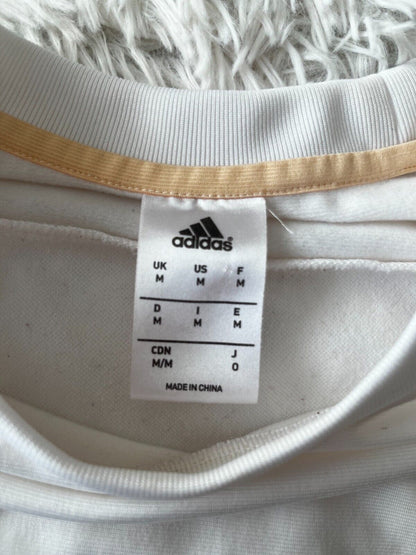 adidas
UK US F
M M M
D I E
M M M
CDN J
M/M O
MADE IN CHINA